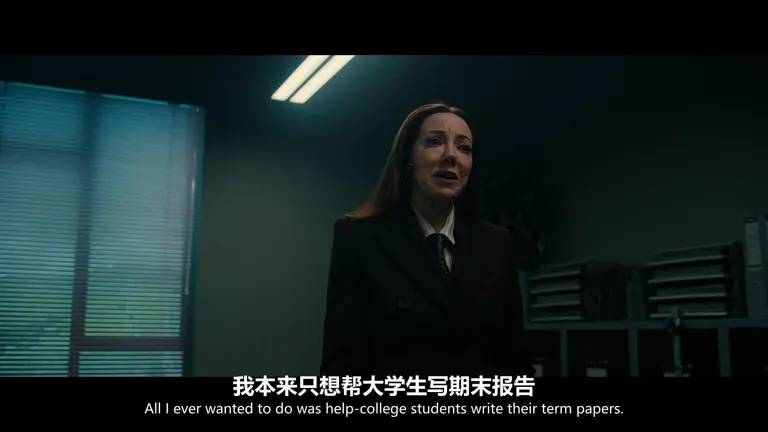 我本来只想帮大学生写期末报告
All I ever wanted to do was help-college students write their term papers.